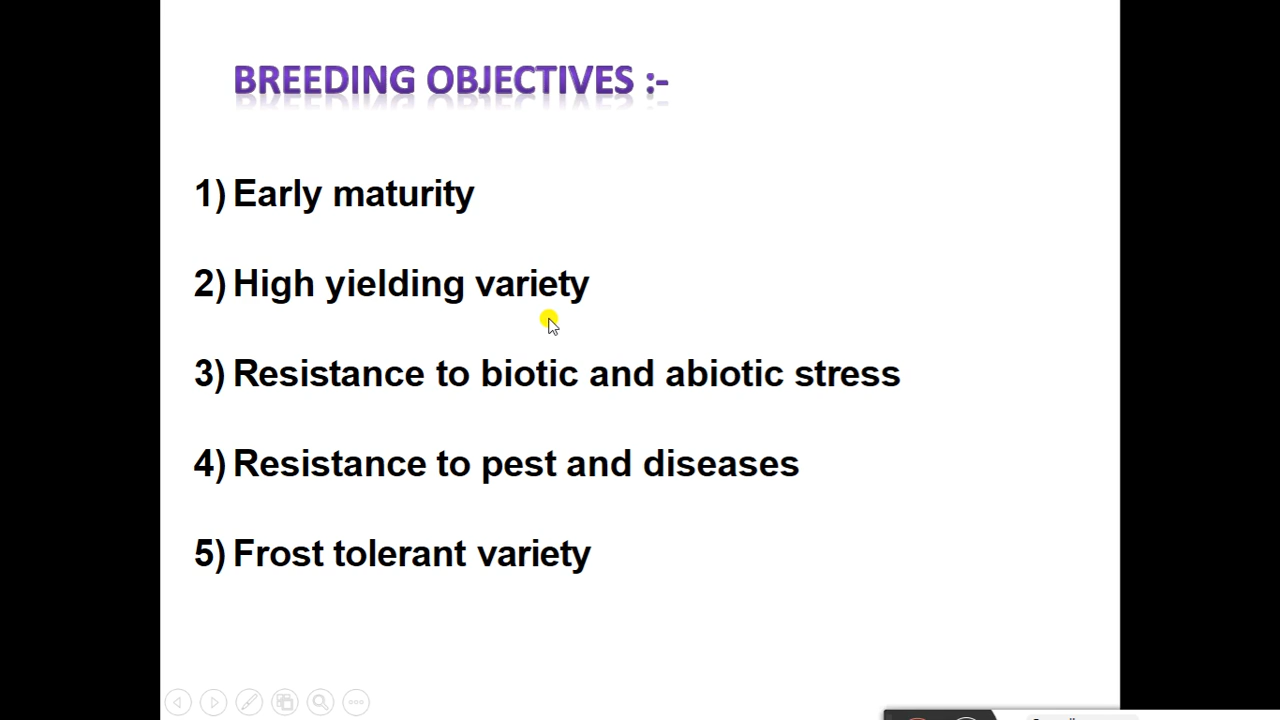 BREEDING OBJECTIVES :-
1) Early maturity
2) High yielding variety
3) Resistance to biotic and abiotic stress
4) Resistance to pest and diseases
5) Frost tolerant variety